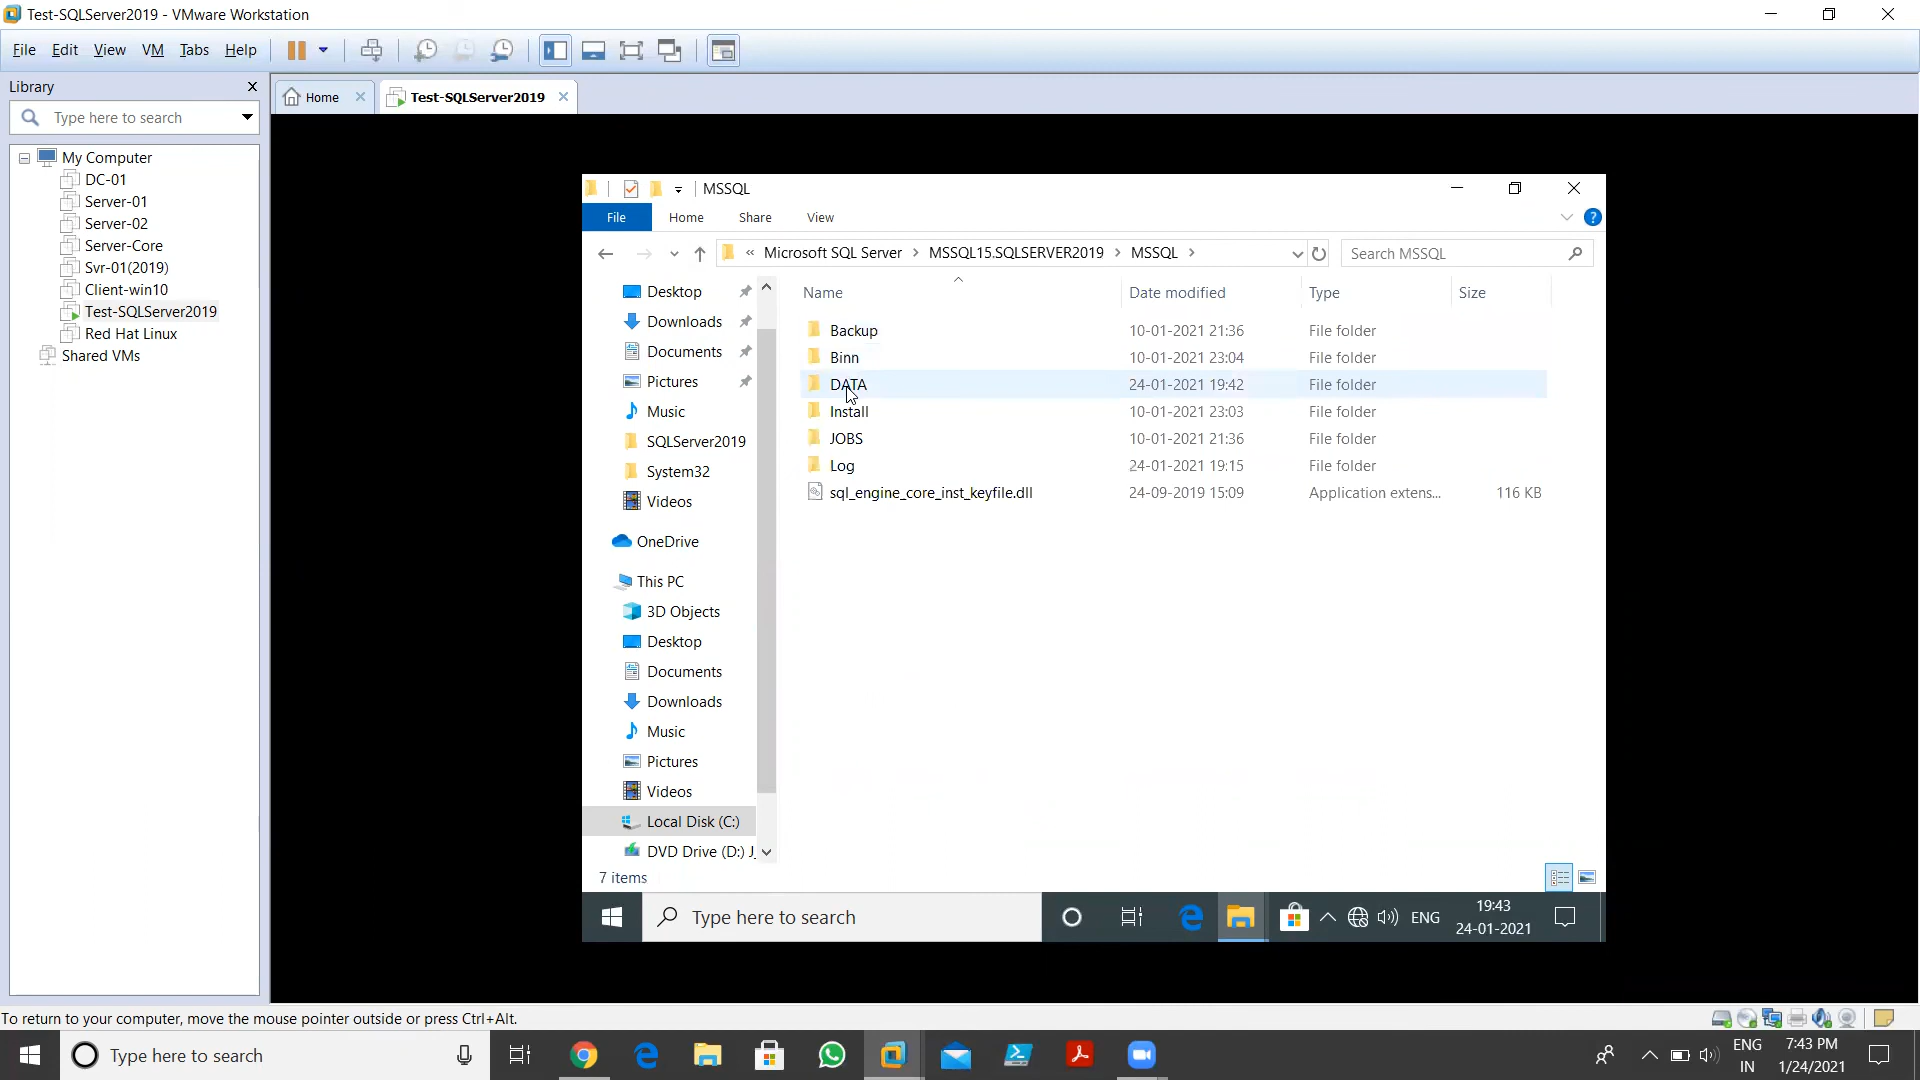 Test-SQLServer2019 - VMware Workstation
File Edit View VM Tabs Help
Library
Type here to search
My Computer
DC-01
Server-01
Server-02
Server-Core
Svr-01(2019)
Client-win10
Test-SQLServer2019
Red Hat Linux
Shared VMs
Home
Test-SQLServer2019
MSSQL
File Home Share View
« Microsoft SQL Server > MSSQL15.SQLSERVER2019 > MSSQL >
Search MSSQL
Desktop
Downloads
Documents
Pictures
Music
SQLServer2019
System32
Videos
OneDrive
This PC
3D Objects
Desktop
Documents
Downloads
Music
Pictures
Videos
Local Disk (C:)
DVD Drive (D:) J_
Name Date modified Type Size
Backup 10-01-2021 21:36 File folder
Binn 10-01-2021 23:04 File folder
DATA 24-01-2021 19:42 File folder
Install 10-01-2021 23:03 File folder
JOBS 10-01-2021 21:36 File folder
Log 24-01-2021 19:15 File folder
sql_engine_core_inst_keyfile.dll 24-09-2019 15:09 Application extens... 116 KB
7 items
Type here to search
ENG
19:43
24-01-2021
To return to your computer, move the mouse pointer outside or press Ctrl+Alt.
Type here to search
ENG
IN
7:43 PM
1/24/2021